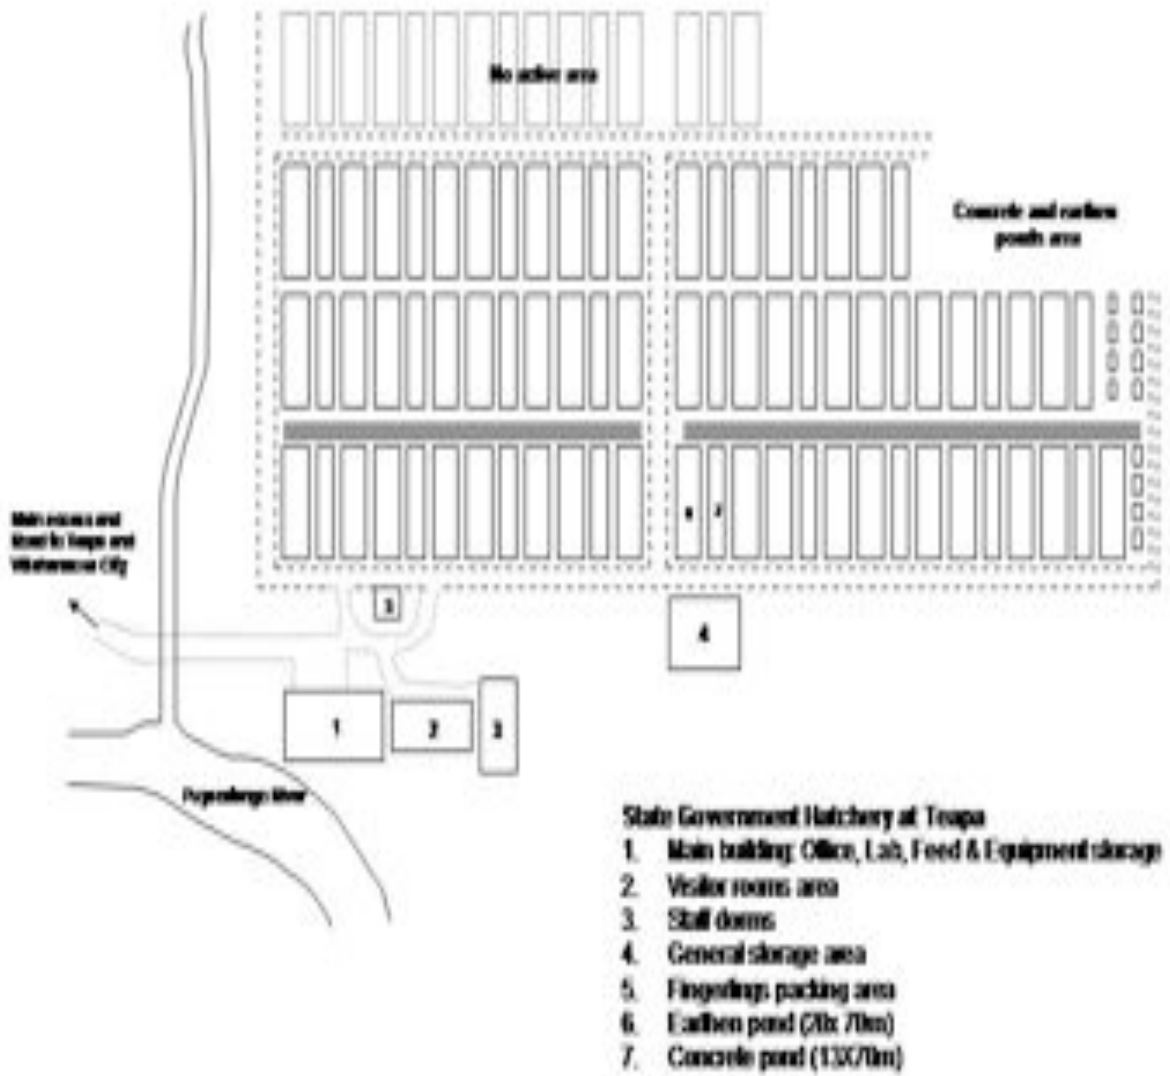 No active area
Concrete and earthen
ponds area
Main access and
Road to Teapa and
Villahermosa City
6 7
5
4
1 2 3
River
State Government Hatchery at Teapa
1. Main building: Office, Lab, Feed & Equipment storage
2. Visitor rooms area
3. Staff dorms
4. General storage area
5. Fingerlings packing area
6. Earthen pond (20x 70m)
7. Concrete pond (13X70m)